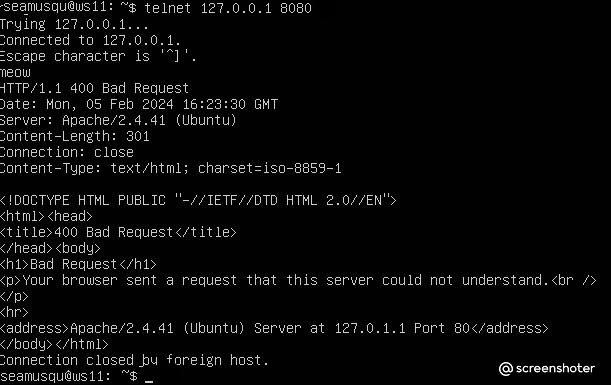 seamusqu@ws11: ~$ telnet 127.0.0.1 8080
Trying 127.0.0.1...
Connected to 127.0.0.1.
Escape character is '^]'.
meow
HTTP/1.1 400 Bad Request
Date: Mon, 05 Feb 2024 16:23:30 GMT
Server: Apache/2.4.41 (Ubuntu)
Content-Length: 301
Connection: close
Content-Type: text/html; charset=iso-8859-1

<!DOCTYPE HTML PUBLIC "-//IETF//DTD HTML 2.0//EN">
<html><head>
<title>400 Bad Request</title>
</head><body>
<h1>Bad Request</h1>
<p>Your browser sent a request that this server could not understand.<br />
</p>
<hr>
<address>Apache/2.4.41 (Ubuntu) Server at 127.0.1.1 Port 80</address>
</body></html>
Connection closed by foreign host.
seamusqu@ws11: ~$ _
@ screenshoter